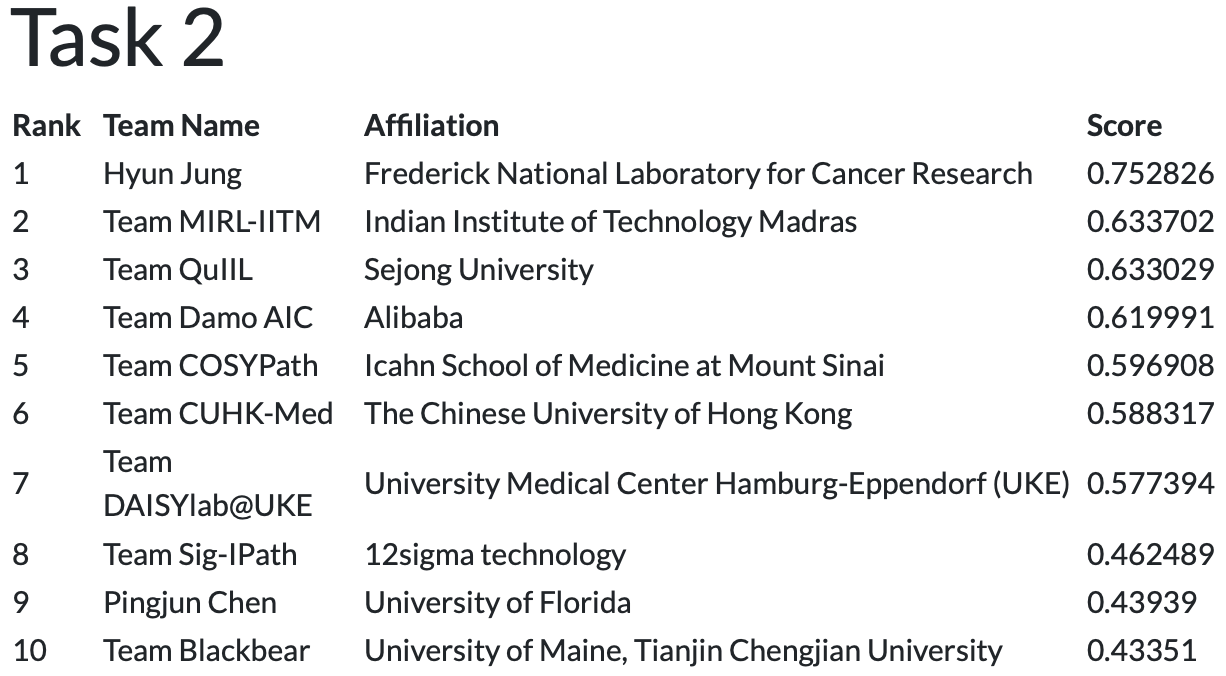 Task 2
Rank Team Name Affiliation Score
1 Hyun Jung Frederick National Laboratory for Cancer Research 0.752826
2 Team MIRL-IITM Indian Institute of Technology Madras 0.633702
3 Team QuIIL Sejong University 0.633029
4 Team Damo AIC Alibaba 0.619991
5 Team COSYPath Icahn School of Medicine at Mount Sinai 0.596908
6 Team CUHK-Med The Chinese University of Hong Kong 0.588317
7 Team DAISYlab@UKE University Medical Center Hamburg-Eppendorf (UKE) 0.577394
8 Team Sig-IPath 12sigma technology 0.462489
9 Pingjun Chen University of Florida 0.43939
10 Team Blackbear University of Maine, Tianjin Chengjian University 0.43351